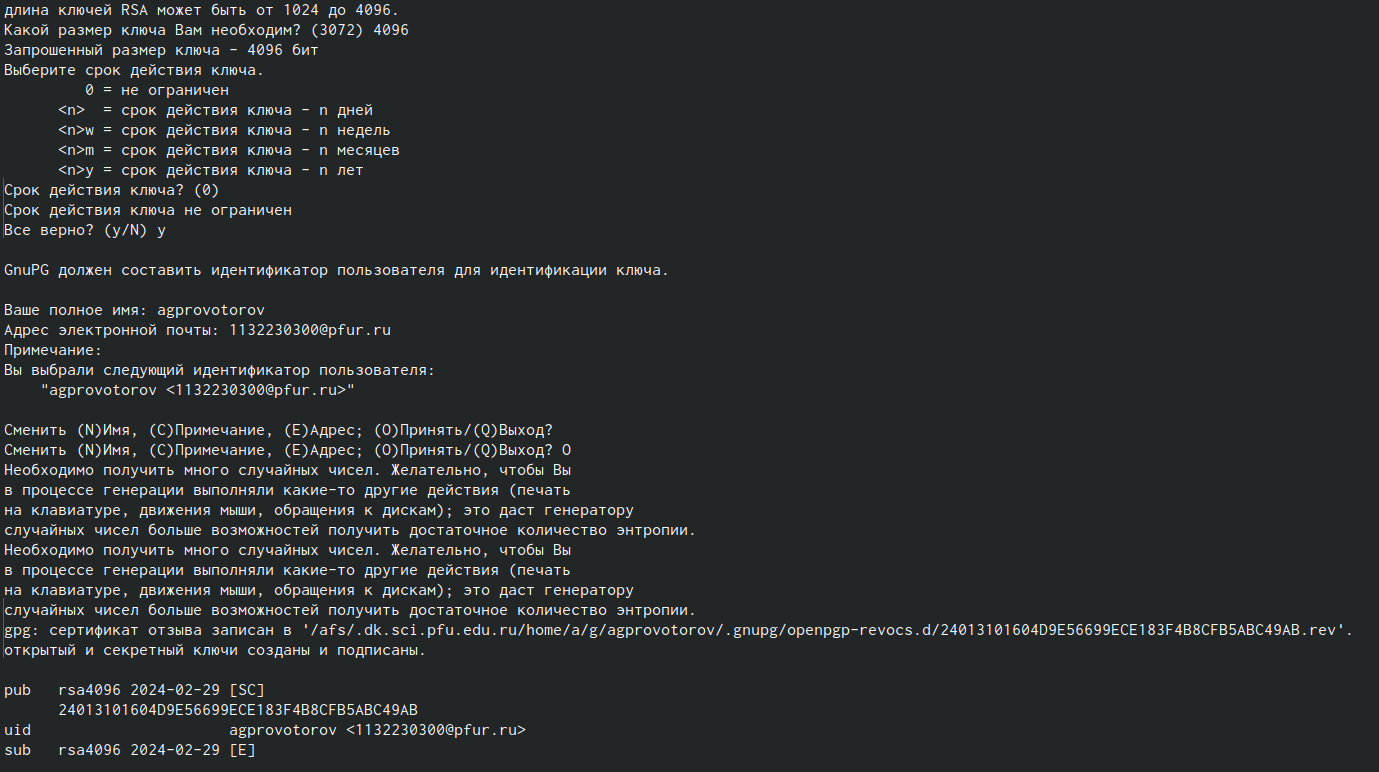 длина ключей RSA может быть от 1024 до 4096.
Какой размер ключа Вам необходим? (3072) 4096
Запрошенный размер ключа - 4096 бит
Выберите срок действия ключа.
         0 = не ограничен
      <n>  = срок действия ключа - n дней
      <n>w = срок действия ключа - n недель
      <n>m = срок действия ключа - n месяцев
      <n>y = срок действия ключа - n лет
Срок действия ключа? (0)
Срок действия ключа не ограничен
Все верно? (y/N) y

GnuPG должен составить идентификатор пользователя для идентификации ключа.

Ваше полное имя: agprovotorov
Адрес электронной почты: 1132230300@pfur.ru
Примечание:
Вы выбрали следующий идентификатор пользователя:
    "agprovotorov <1132230300@pfur.ru>"

Сменить (N)Имя, (C)Примечание, (E)Адрес; (O)Принять/(Q)Выход?
Сменить (N)Имя, (C)Примечание, (E)Адрес; (O)Принять/(Q)Выход? O
Необходимо получить много случайных чисел. Желательно, чтобы Вы
в процессе генерации выполняли какие-то другие действия (печать
на клавиатуре, движения мыши, обращения к дискам); это даст генератору
случайных чисел больше возможностей получить достаточное количество энтропии.
Необходимо получить много случайных чисел. Желательно, чтобы Вы
в процессе генерации выполняли какие-то другие действия (печать
на клавиатуре, движения мыши, обращения к дискам); это даст генератору
случайных чисел больше возможностей получить достаточное количество энтропии.
gpg: сертификат отзыва записан в '/afs/.dk.sci.pfu.edu.ru/home/a/g/agprovotorov/.gnupg/openpgp-revocs.d/24013101604D9E56699ECE183F4B8CFB5ABC49AB.rev'.
открытый и секретный ключи созданы и подписаны.

pub   rsa4096 2024-02-29 [SC]
      24013101604D9E56699ECE183F4B8CFB5ABC49AB
uid                      agprovotorov <1132230300@pfur.ru>
sub   rsa4096 2024-02-29 [E]